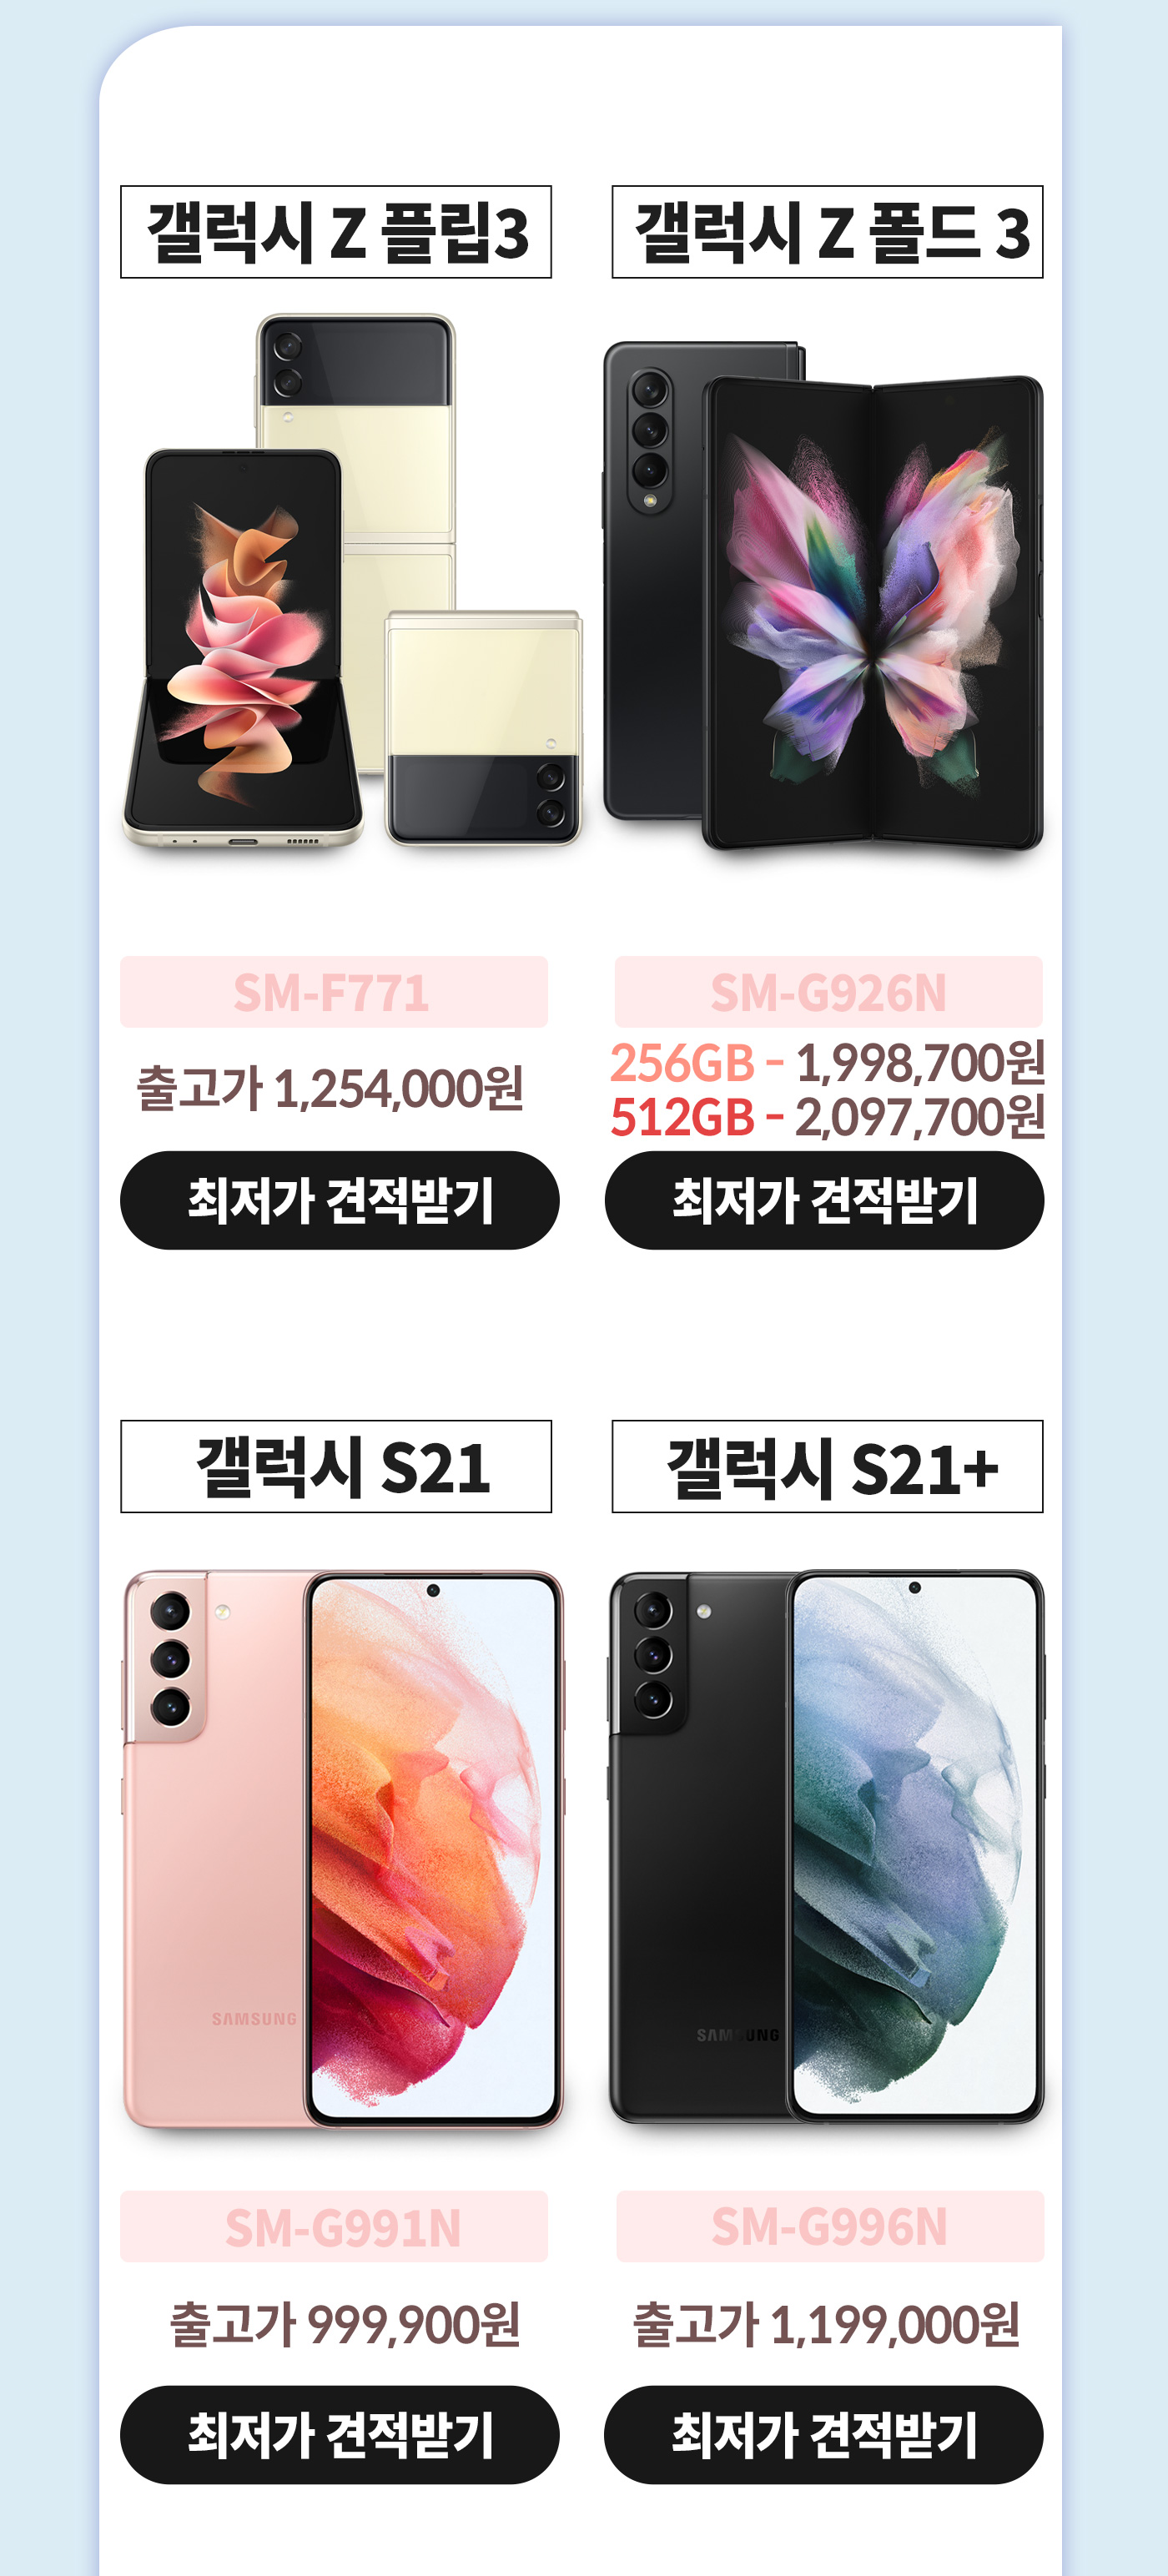 갤럭시 Z 플립3
갤럭시 Z 폴드 3
SM-F771
SM-G926N
출고가 1,254,000원
256GB - 1,998,700원
512GB - 2,097,700원
최저가 견적받기
최저가 견적받기
갤럭시 S21
갤럭시 S21+
SAMSUNG
SAMSUNG
SM-G991N
SM-G996N
출고가 999,900원
출고가 1,199,000원
최저가 견적받기
최저가 견적받기